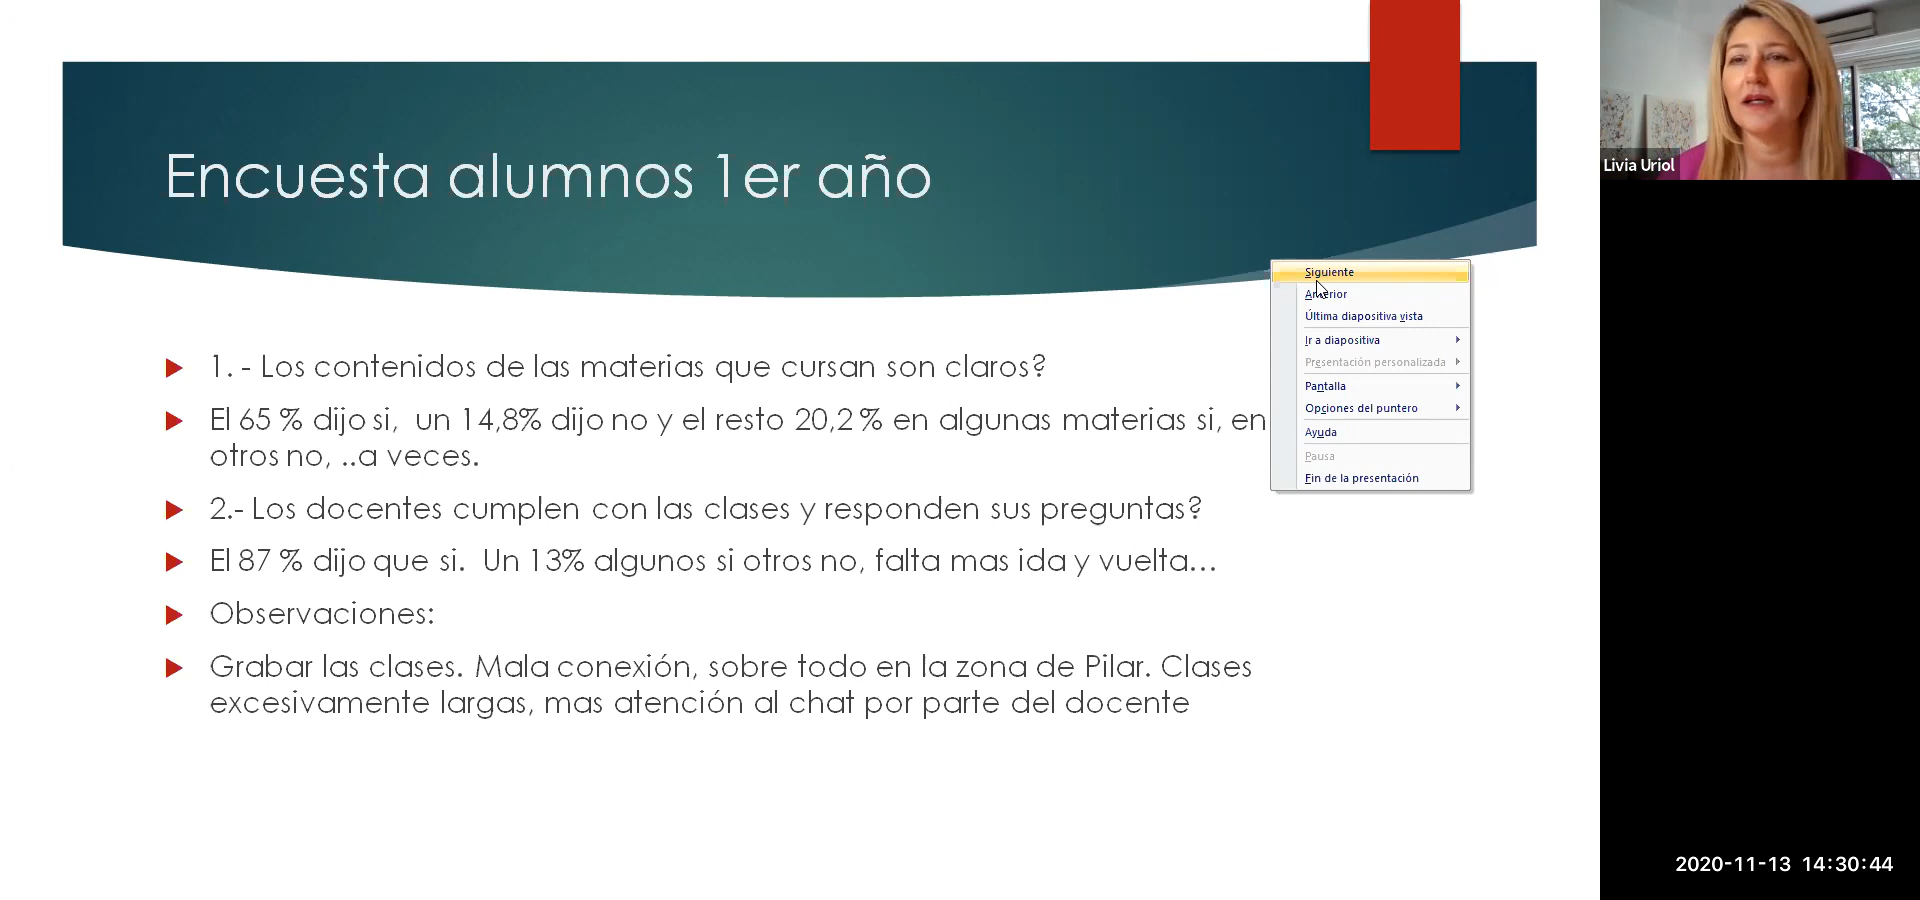 Encuesta alumnos 1er año
1. - Los contenidos de las materias que cursan son claros?
El 65 % dijo si, un 14,8% dijo no y el resto 20,2 % en algunas materias si, en
otros no, ..a veces.
2.- Los docentes cumplen con las clases y responden sus preguntas?
El 87 % dijo que si. Un 13% algunos si otros no, falta mas ida y vuelta...
Observaciones:
Grabar las clases. Mala conexión, sobre todo en la zona de Pilar. Clases
excesivamente largas, mas atención al chat por parte del docente
Siguiente
Anterior
Última diapositiva vista
Ir a diapositiva
Presentación personalizada
Pantalla
Opciones del puntero
Ayuda
Pausa
Fin de la presentación
Livia Uriol
2020-11-13 14:30:44